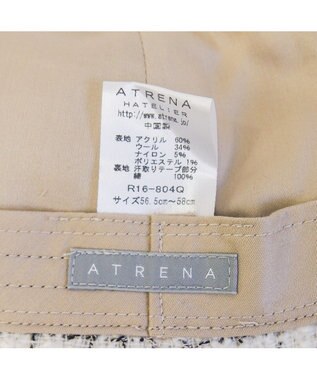 ATRENA
HATELIER
http://www.atrena.jp/
中国製
表地 アクリル 60%
ウール 34%
ナイロン 5%
ポリエステル 1%
裏地 汗取りテープ部分
綿 100%
R16-804Q
サイズ56.5cm～58cm
ATRENA